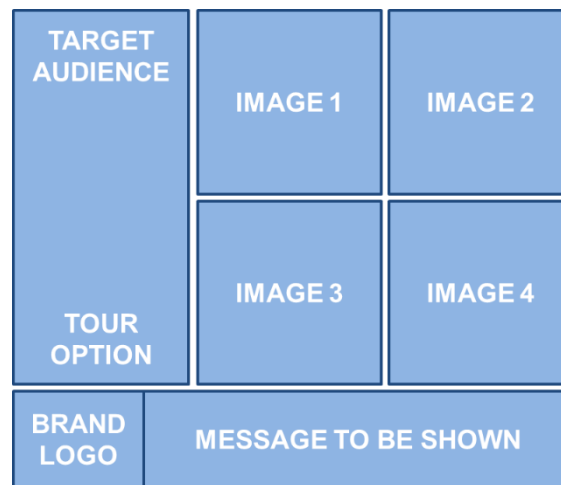 TARGET
AUDIENCE
IMAGE 1
IMAGE 2
IMAGE 3
IMAGE 4
TOUR
OPTION
BRAND
LOGO
MESSAGE TO BE SHOWN